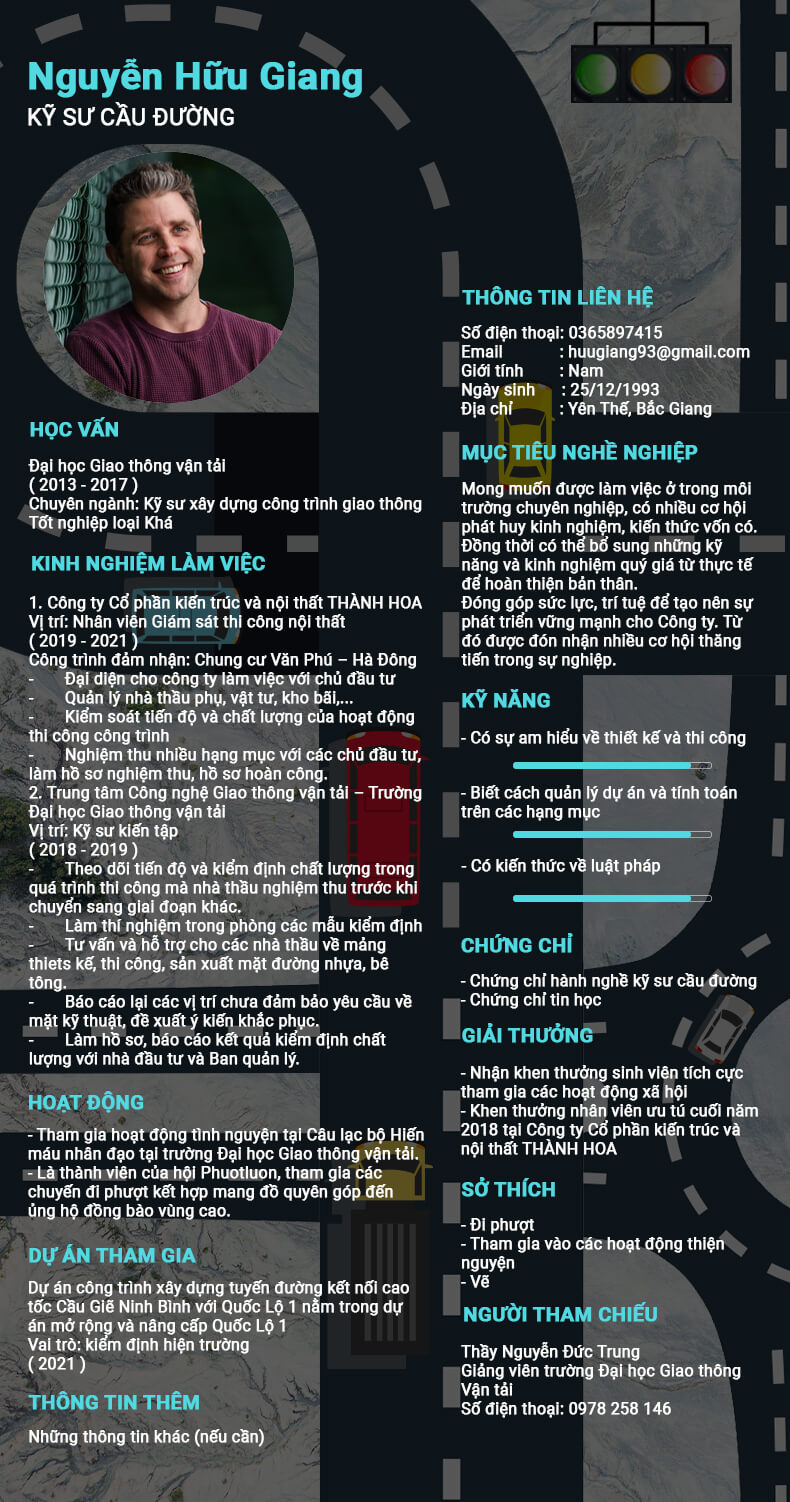 Nguyễn Hữu Giang
KỸ SƯ CẦU ĐƯỜNG
HỌC VẤN
Đại học Giao thông vận tải
( 2013 - 2017 )
Chuyên ngành: Kỹ sư xây dựng công trình giao thông
Tốt nghiệp loại Khá
KINH NGHIỆM LÀM VIỆC
1. Công ty Cổ phần kiến trúc và nội thất THÀNH HOA
Vị trí: Nhân viên Giám sát thi công nội thất
( 2019 - 2021 )
Công trình đảm nhận: Chung cư Văn Phú – Hà Đông
- Đại diện cho công ty làm việc với chủ đầu tư
- Quản lý nhà thầu phụ, vật tư, kho bãi,...
- Kiểm soát tiến độ và chất lượng của hoạt động
thi công công trình
- Nghiệm thu nhiều hạng mục với các chủ đầu tư,
làm hồ sơ nghiệm thu, hồ sơ hoàn công.
2. Trung tâm Công nghệ Giao thông vận tải – Trường
Đại học Giao thông vận tải
Vị trí: Kỹ sư kiến tập
( 2018 - 2019 )
- Theo dõi tiến độ và kiểm định chất lượng trong
quá trình thi công mà nhà thầu nghiệm thu trước khi
chuyển sang giai đoạn khác.
- Làm thí nghiệm trong phòng các mẫu kiểm định
- Tư vấn và hỗ trợ cho các nhà thầu về mảng
thiets kế, thi công, sản xuất mặt đường nhựa, bê
tông.
- Báo cáo lại các vị trí chưa đảm bảo yêu cầu về
mặt kỹ thuật, đề xuất ý kiến khắc phục.
- Làm hồ sơ, báo cáo kết quả kiểm định chất
lượng với nhà đầu tư và Ban quản lý.
HOẠT ĐỘNG
- Tham gia hoạt động tình nguyện tại Câu lạc bộ Hiến
máu nhân đạo tại trường Đại học Giao thông vận tải.
- Là thành viên của hội Phuotluon, tham gia các
chuyến đi phượt kết hợp mang đồ quyên góp đến
ủng hộ đồng bào vùng cao.
DỰ ÁN THAM GIA
Dự án công trình xây dựng tuyến đường kết nối cao
tốc Cầu Giẽ Ninh Bình với Quốc Lộ 1 nằm trong dự
án mở rộng và nâng cấp Quốc Lộ 1
Vai trò: kiểm định hiện trường
( 2021 )
THÔNG TIN THÊM
Những thông tin khác (nếu cần)
THÔNG TIN LIÊN HỆ
Số điện thoại: 0365897415
Email : huugiang93@gmail.com
Giới tính : Nam
Ngày sinh : 25/12/1993
Địa chỉ : Yên Thế, Bắc Giang
MỤC TIÊU NGHỀ NGHIỆP
Mong muốn được làm việc ở trong môi
trường chuyên nghiệp, có nhiều cơ hội
phát huy kinh nghiệm, kiến thức vốn có.
Đồng thời có thể bổ sung những kỹ
năng và kinh nghiệm quý giá từ thực tế
để hoàn thiện bản thân.
Đóng góp sức lực, trí tuệ để tạo nên sự
phát triển vững mạnh cho Công ty. Từ
đó được đón nhận nhiều cơ hội thăng
tiến trong sự nghiệp.
KỸ NĂNG
- Có sự am hiểu về thiết kế và thi công
- Biết cách quản lý dự án và tính toán
trên các hạng mục
- Có kiến thức về luật pháp
CHỨNG CHỈ
- Chứng chỉ hành nghề kỹ sư cầu đường
- Chứng chỉ tin học
GIẢI THƯỞNG
- Nhận khen thưởng sinh viên tích cực
tham gia các hoạt động xã hội
- Khen thưởng nhân viên ưu tú cuối năm
2018 tại Công ty Cổ phần kiến trúc và
nội thất THÀNH HOA
SỞ THÍCH
- Đi phượt
- Tham gia vào các hoạt động thiện
nguyện
- Vẽ
NGƯỜI THAM CHIẾU
Thầy Nguyễn Đức Trung
Giảng viên trường Đại học Giao thông
Vận tải
Số điện thoại: 0978 258 146